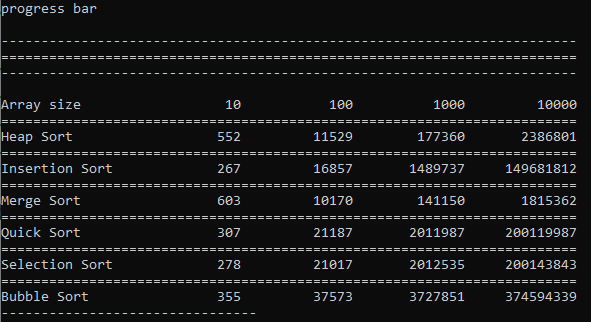 progress bar
------------------------------------------------------------------------
========================================================================
------------------------------------------------------------------------
Array size                  10           100          1000         10000
========================================================================
Heap Sort                  552         11529        177360       2386801
========================================================================
Insertion Sort             267         16857       1489737     149681812
========================================================================
Merge Sort                 603         10170        141150       1815362
========================================================================
Quick Sort                 307         21187       2011987     200119987
========================================================================
Selection Sort             278         21017       2012535     200143843
========================================================================
Bubble Sort                355         37573       3727851     374594339
--------------------------------